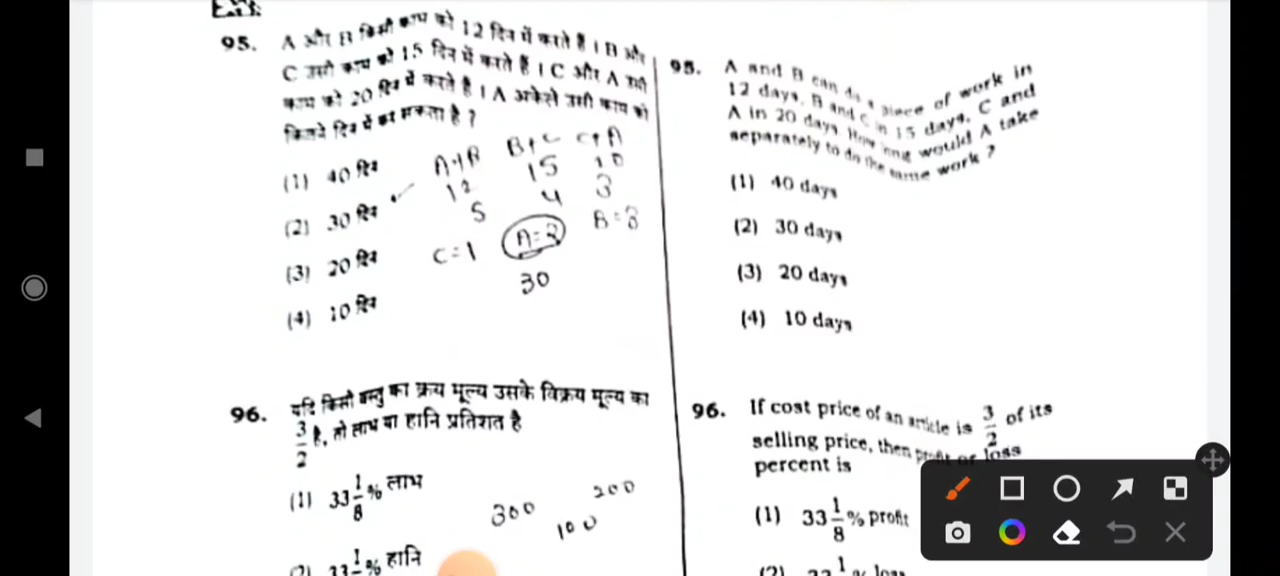 95. A और B किसी काम को 12 दिन में करते हैं । B और
C उसी काम को 15 दिन में करते हैं । C और A उसी
काम को 20 दिन में करते है । A अकेले उसी काम को
कितने दिन में कर सकता है ?
(1) 40 दिन
(2) 30 दिन
(3) 20 दिन
(4) 10 दिन
A+B B+C C+A
12 15
5 4 3
C=1 B=3
30
96. यदि किसी वस्तु का क्रय मूल्य उसके विक्रय मूल्य का
3/2 है, तो लाभ या हानि प्रतिशत है
(1) 33 1/8 % लाभ
33 1 % हानि
300 200
100
95. A and B can do a piece of work in
12 days, B and C in 15 days, C and
A in 20 days. How long would A take
separately to do the same work ?
(1) 40 days
(2) 30 days
(3) 20 days
(4) 10 days
96. If cost price of an article is 3/2 of its
selling price, then profit or loss
percent is
(1) 33 1/8 % profit